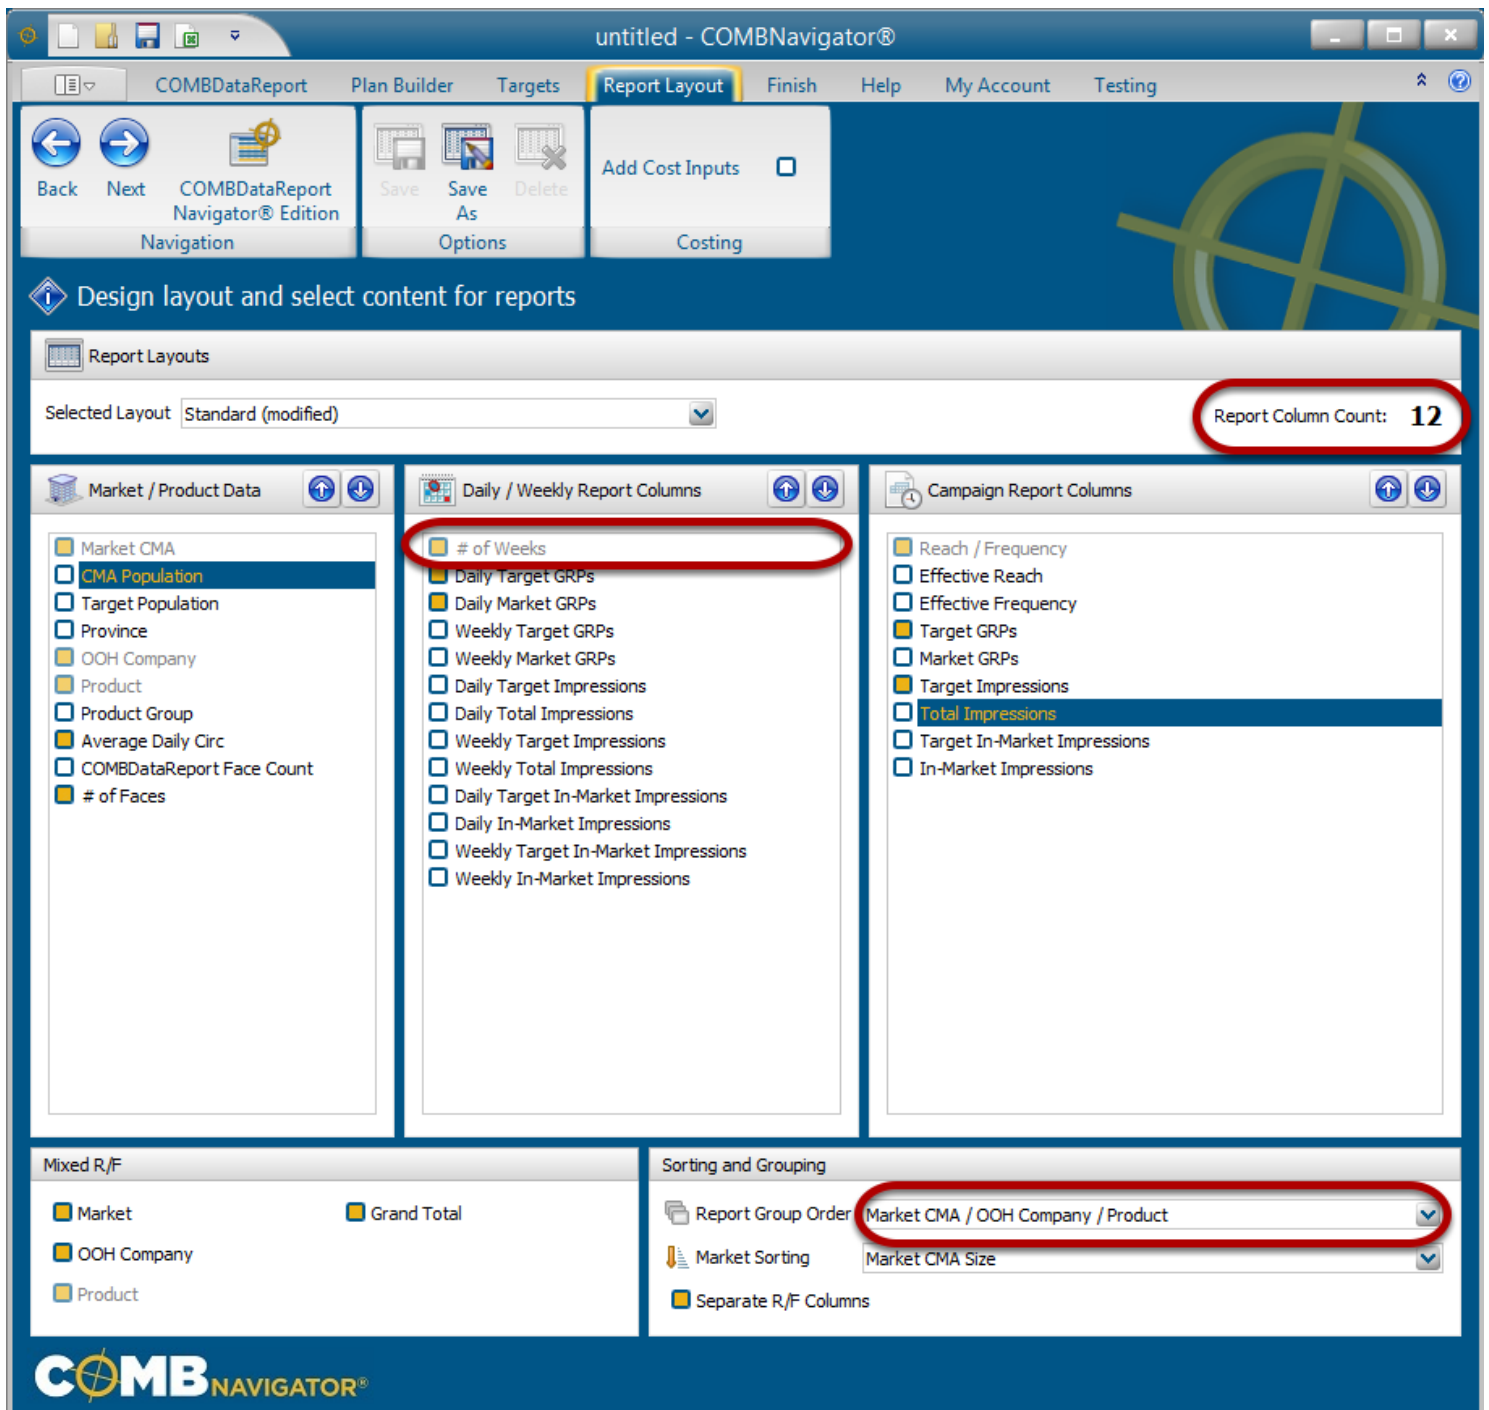 untitled - COMBNavigator®
COMBDataReport Plan Builder Targets Report Layout Finish Help My Account Testing
Back Next COMBDataReport Navigator® Edition
Navigation
Save Save As Delete
Options
Add Cost Inputs
Costing
Design layout and select content for reports
Report Layouts
Selected Layout Standard (modified)
Report Column Count: 12
Market / Product Data
Market CMA
CMA Population
Target Population
Province
OOH Company
Product
Product Group
Average Daily Circ
COMBDataReport Face Count
# of Faces
Daily / Weekly Report Columns
# of Weeks
Daily Target GRPs
Daily Market GRPs
Weekly Target GRPs
Weekly Market GRPs
Daily Target Impressions
Daily Total Impressions
Weekly Target Impressions
Weekly Total Impressions
Daily Target In-Market Impressions
Daily In-Market Impressions
Weekly Target In-Market Impressions
Weekly In-Market Impressions
Campaign Report Columns
Reach / Frequency
Effective Reach
Effective Frequency
Target GRPs
Market GRPs
Target Impressions
Total Impressions
Target In-Market Impressions
In-Market Impressions
Mixed R/F
Market Grand Total
OOH Company
Product
Sorting and Grouping
Report Group Order Market CMA / OOH Company / Product
Market Sorting Market CMA Size
Separate R/F Columns
COMBNAVIGATOR®